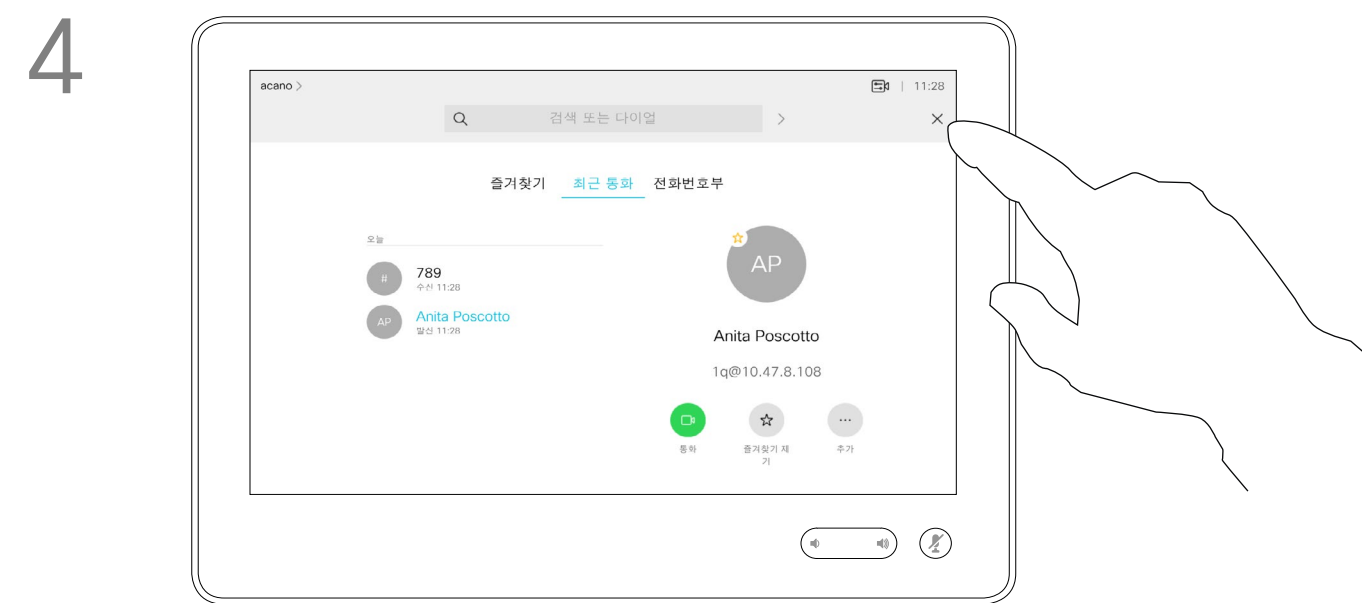 4
acano >
| 11:28
검색 또는 다이얼 >
즐겨찾기 최근 통화 전화번호부
오늘
#
789
수신 11:28
AP
Anita Poscotto
발신 11:28
AP
Anita Poscotto
1q@10.47.8.108
통화
즐겨찾기 제
거
추가